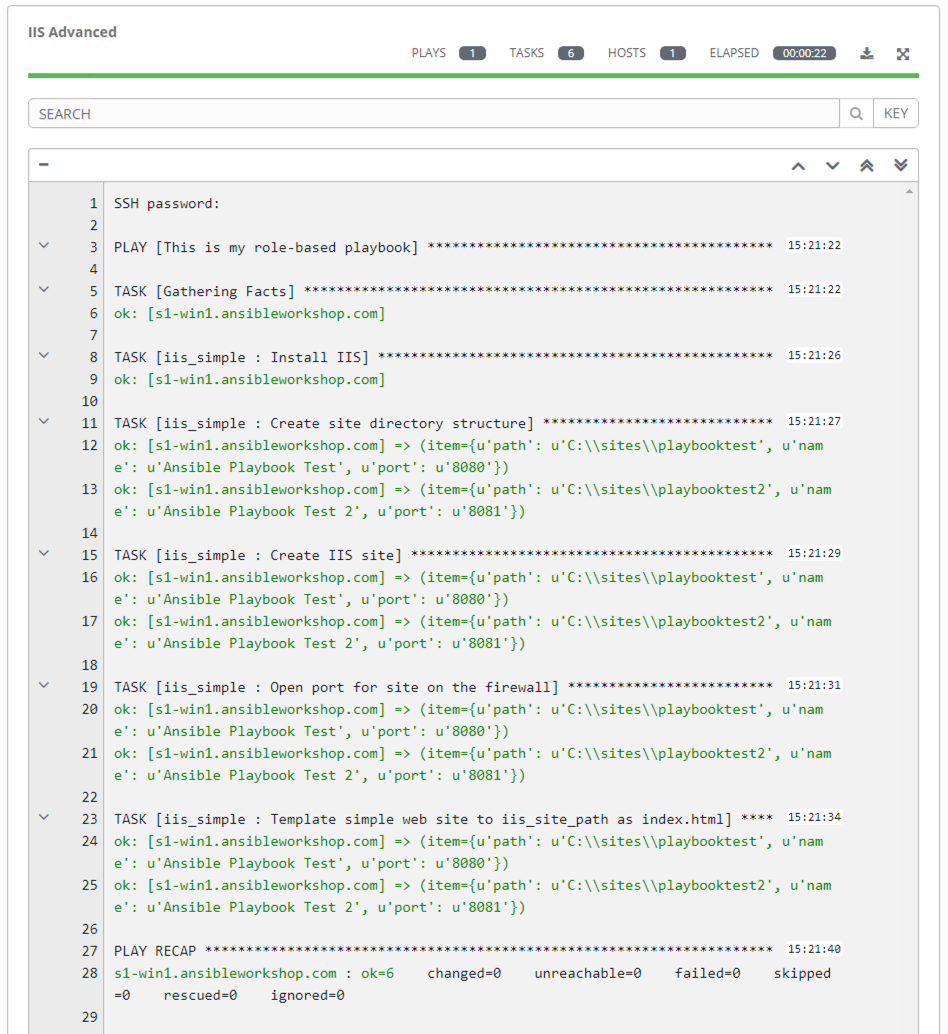 IIS Advanced
PLAYS 1 TASKS 6 HOSTS 1 ELAPSED 00:00:22
SEARCH KEY
1 SSH password:
2
3 PLAY [This is my role-based playbook] ****************************************** 15:21:22
4
5 TASK [Gathering Facts] ********************************************************* 15:21:22
6 ok: [s1-win1.ansibleworkshop.com]
7
8 TASK [iis_simple : Install IIS] ************************************************ 15:21:26
9 ok: [s1-win1.ansibleworkshop.com]
10
11 TASK [iis_simple : Create site directory structure] **************************** 15:21:27
12 ok: [s1-win1.ansibleworkshop.com] => (item={u'path': u'C:\\sites\\playbooktest', u'nam
e': u'Ansible Playbook Test', u'port': u'8080'})
13 ok: [s1-win1.ansibleworkshop.com] => (item={u'path': u'C:\\sites\\playbooktest2', u'nam
e': u'Ansible Playbook Test 2', u'port': u'8081'})
14
15 TASK [iis_simple : Create IIS site] ******************************************** 15:21:29
16 ok: [s1-win1.ansibleworkshop.com] => (item={u'path': u'C:\\sites\\playbooktest', u'nam
e': u'Ansible Playbook Test', u'port': u'8080'})
17 ok: [s1-win1.ansibleworkshop.com] => (item={u'path': u'C:\\sites\\playbooktest2', u'nam
e': u'Ansible Playbook Test 2', u'port': u'8081'})
18
19 TASK [iis_simple : Open port for site on the firewall] ************************* 15:21:31
20 ok: [s1-win1.ansibleworkshop.com] => (item={u'path': u'C:\\sites\\playbooktest', u'nam
e': u'Ansible Playbook Test', u'port': u'8080'})
21 ok: [s1-win1.ansibleworkshop.com] => (item={u'path': u'C:\\sites\\playbooktest2', u'nam
e': u'Ansible Playbook Test 2', u'port': u'8081'})
22
23 TASK [iis_simple : Template simple web site to iis_site_path as index.html] **** 15:21:34
24 ok: [s1-win1.ansibleworkshop.com] => (item={u'path': u'C:\\sites\\playbooktest', u'nam
e': u'Ansible Playbook Test', u'port': u'8080'})
25 ok: [s1-win1.ansibleworkshop.com] => (item={u'path': u'C:\\sites\\playbooktest2', u'nam
e': u'Ansible Playbook Test 2', u'port': u'8081'})
26
27 PLAY RECAP ********************************************************************* 15:21:40
28 s1-win1.ansibleworkshop.com : ok=6 changed=0 unreachable=0 failed=0 skipped
=0 rescued=0 ignored=0
29